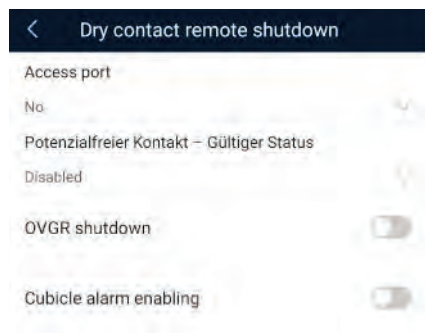 Dry contact remote shutdown
Access port
No
Potenzialfreier Kontakt – Gültiger Status
Disabled
OVGR shutdown
Cubicle alarm enabling